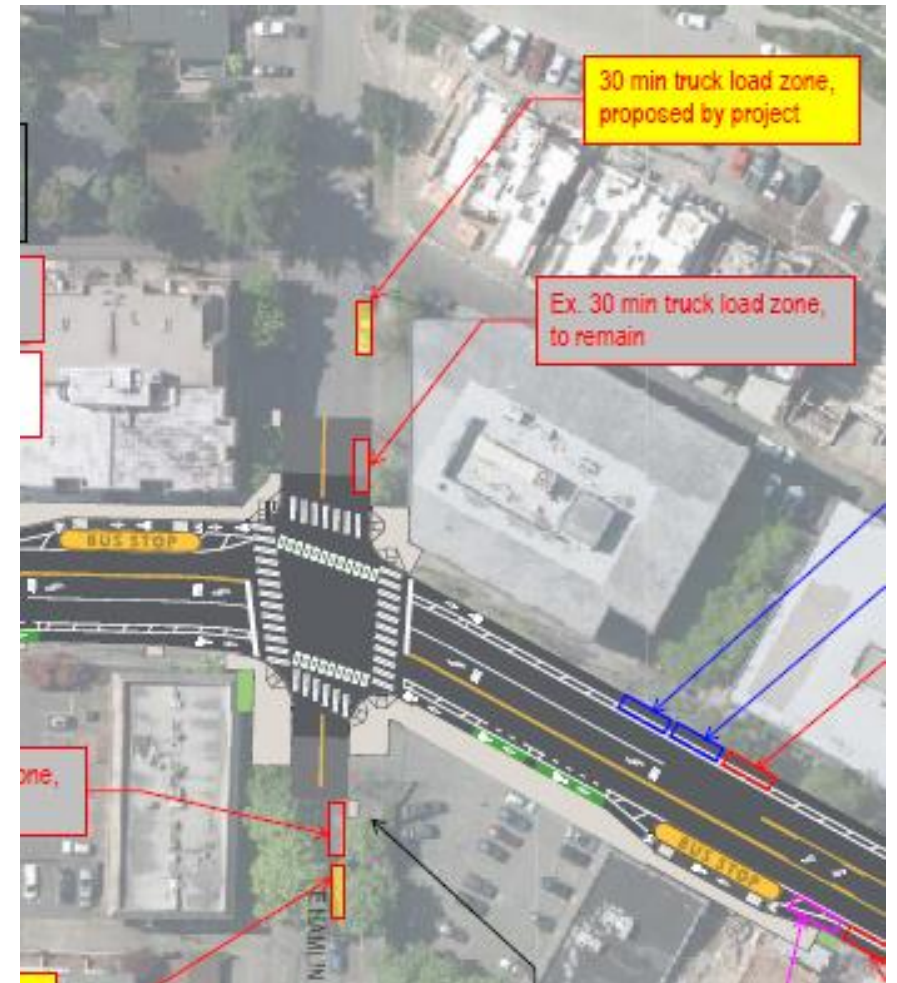 30 min truck load zone,
proposed by project
Ex. 30 min truck load zone,
to remain
BUS STOP
one,
BUS STOP
E HAMLIN